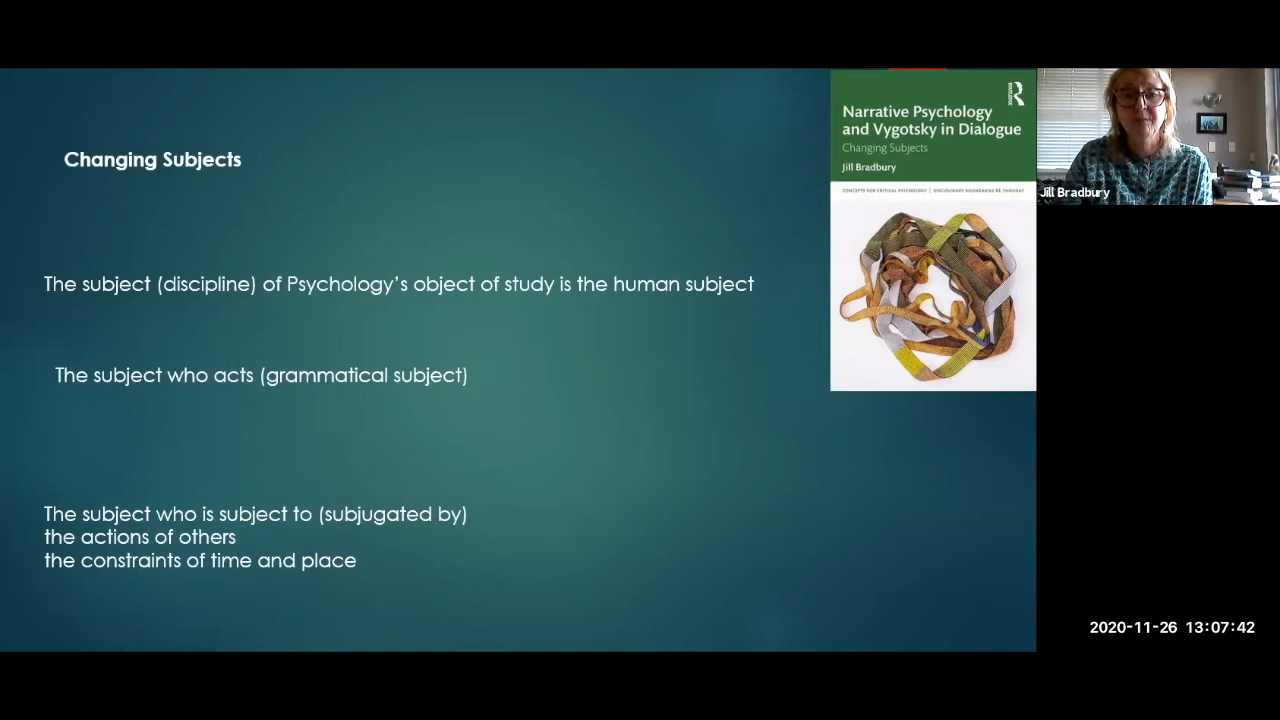 Changing Subjects
The subject (discipline) of Psychology's object of study is the human subject
The subject who acts (grammatical subject)
The subject who is subject to (subjugated by)
the actions of others
the constraints of time and place
Narrative Psychology
and Vygotsky in Dialogue
Changing Subjects
Jill Bradbury
CONCEPTS FOR CRITICAL PSYCHOLOGY | DISCIPLINARY BOUNDARIES RE-THOUGHT
Jill Bradbury
2020-11-26 13:07:42